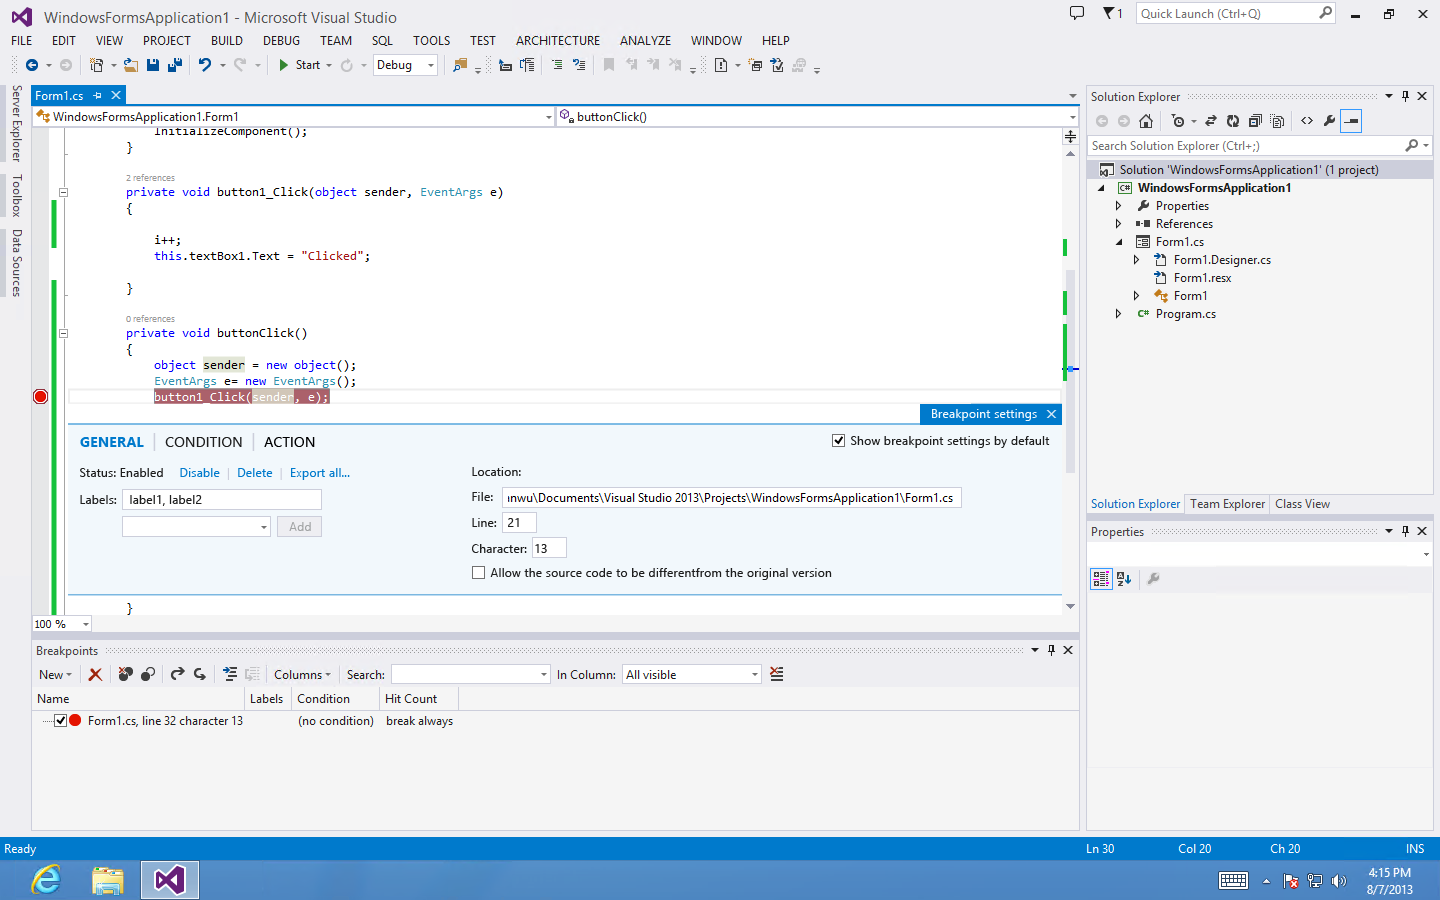 WindowsFormsApplication1 - Microsoft Visual Studio
1
Quick Launch (Ctrl+Q)
FILE EDIT VIEW PROJECT BUILD DEBUG TEAM SQL TOOLS TEST ARCHITECTURE ANALYZE WINDOW HELP
Start Debug
Server Explorer
Toolbox
Data Sources
Form1.cs
WindowsFormsApplication1.Form1
buttonClick()
InitializeComponent();
}
2 references
private void button1_Click(object sender, EventArgs e)
{
i++;
this.textBox1.Text = "Clicked";
}
0 references
private void buttonClick()
{
object sender = new object();
EventArgs e= new EventArgs();
button1_Click(sender, e);
Breakpoint settings
GENERAL CONDITION ACTION
Show breakpoint settings by default
Status: Enabled Disable Delete Export all...
Labels: label1, label2
Add
Location:
File: nwu\Documents\Visual Studio 2013\Projects\WindowsFormsApplication1\Form1.cs
Line: 21
Character: 13
Allow the source code to be differentfrom the original version
}
100 %
Breakpoints
New Columns Search: In Column: All visible
Name Labels Condition Hit Count
Form1.cs, line 32 character 13 (no condition) break always
Solution Explorer
Search Solution Explorer (Ctrl+;)
Solution 'WindowsFormsApplication1' (1 project)
C# WindowsFormsApplication1
Properties
References
Form1.cs
Form1.Designer.cs
Form1.resx
Form1
C# Program.cs
Solution Explorer Team Explorer Class View
Properties
Ready
Ln 30 Col 20 Ch 20 INS
4:15 PM
8/7/2013